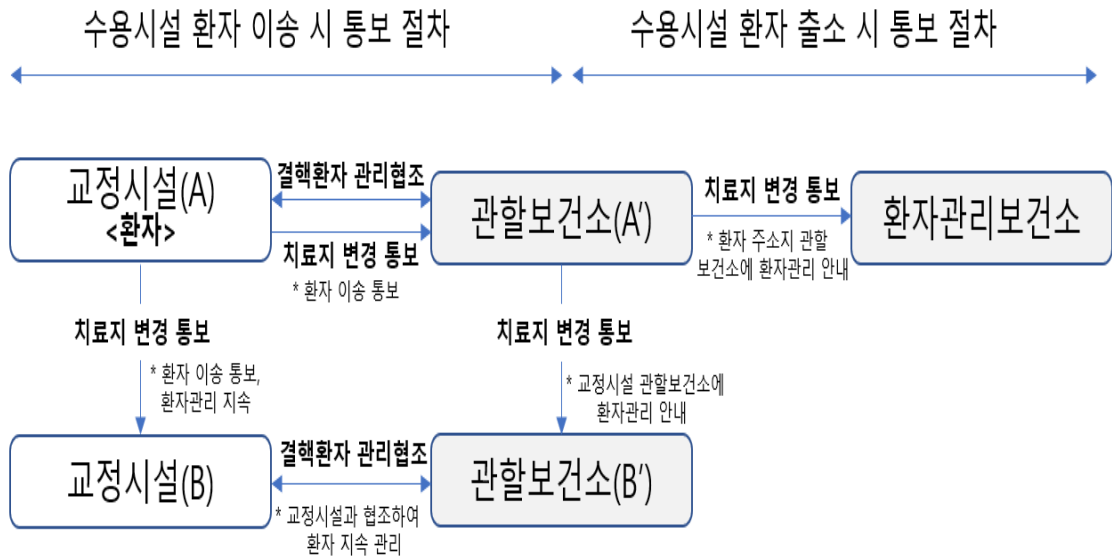 수용시설 환자 이송 시 통보 절차
수용시설 환자 출소 시 통보 절차
교정시설(A)
<환자>
결핵환자 관리협조
치료지 변경 통보
* 환자 이송 통보
관할보건소(A')
치료지 변경 통보
* 환자 주소지 관할
보건소에 환자관리 안내
환자관리보건소
치료지 변경 통보
* 환자 이송 통보,
환자관리 지속
치료지 변경 통보
* 교정시설 관할보건소에
환자관리 안내
교정시설(B)
결핵환자 관리협조
* 교정시설과 협조하여
환자 지속 관리
관할보건소(B')